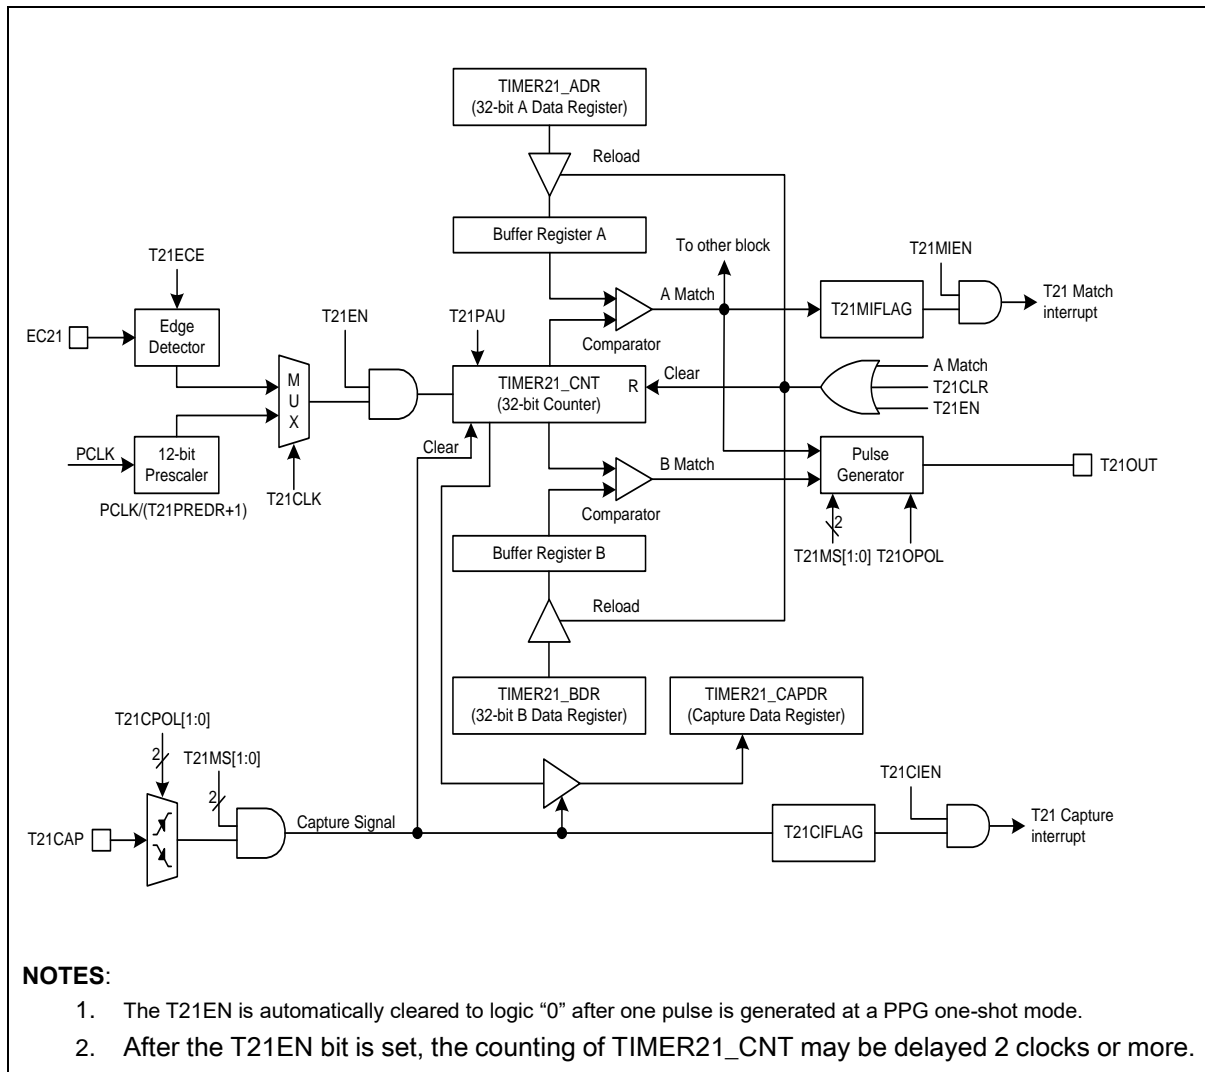 TIMER21_ADR
(32-bit A Data Register)
Reload
Buffer Register A
To other block
T21ECE
T21MIEN
EC21
Edge
Detector
T21EN
T21PAU
A Match
T21MIFLAG
T21 Match
interrupt
Comparator
M
U
X
TIMER21_CNT
(32-bit Counter)
R
Clear
A Match
T21CLR
T21EN
PCLK
12-bit
Prescaler
PCLK/(T21PREDR+1)
T21CLK
Clear
B Match
Pulse
Generator
T21OUT
Comparator
2
T21MS[1:0]
T21OPOL
Buffer Register B
Reload
TIMER21_BDR
(32-bit B Data Register)
TIMER21_CAPDR
(Capture Data Register)
T21CPOL[1:0]
2
T21MS[1:0]
2
T21CIEN
T21CAP
Capture Signal
T21CIFLAG
T21 Capture
interrupt
NOTES:
1. The T21EN is automatically cleared to logic “0” after one pulse is generated at a PPG one-shot mode.
2. After the T21EN bit is set, the counting of TIMER21_CNT may be delayed 2 clocks or more.